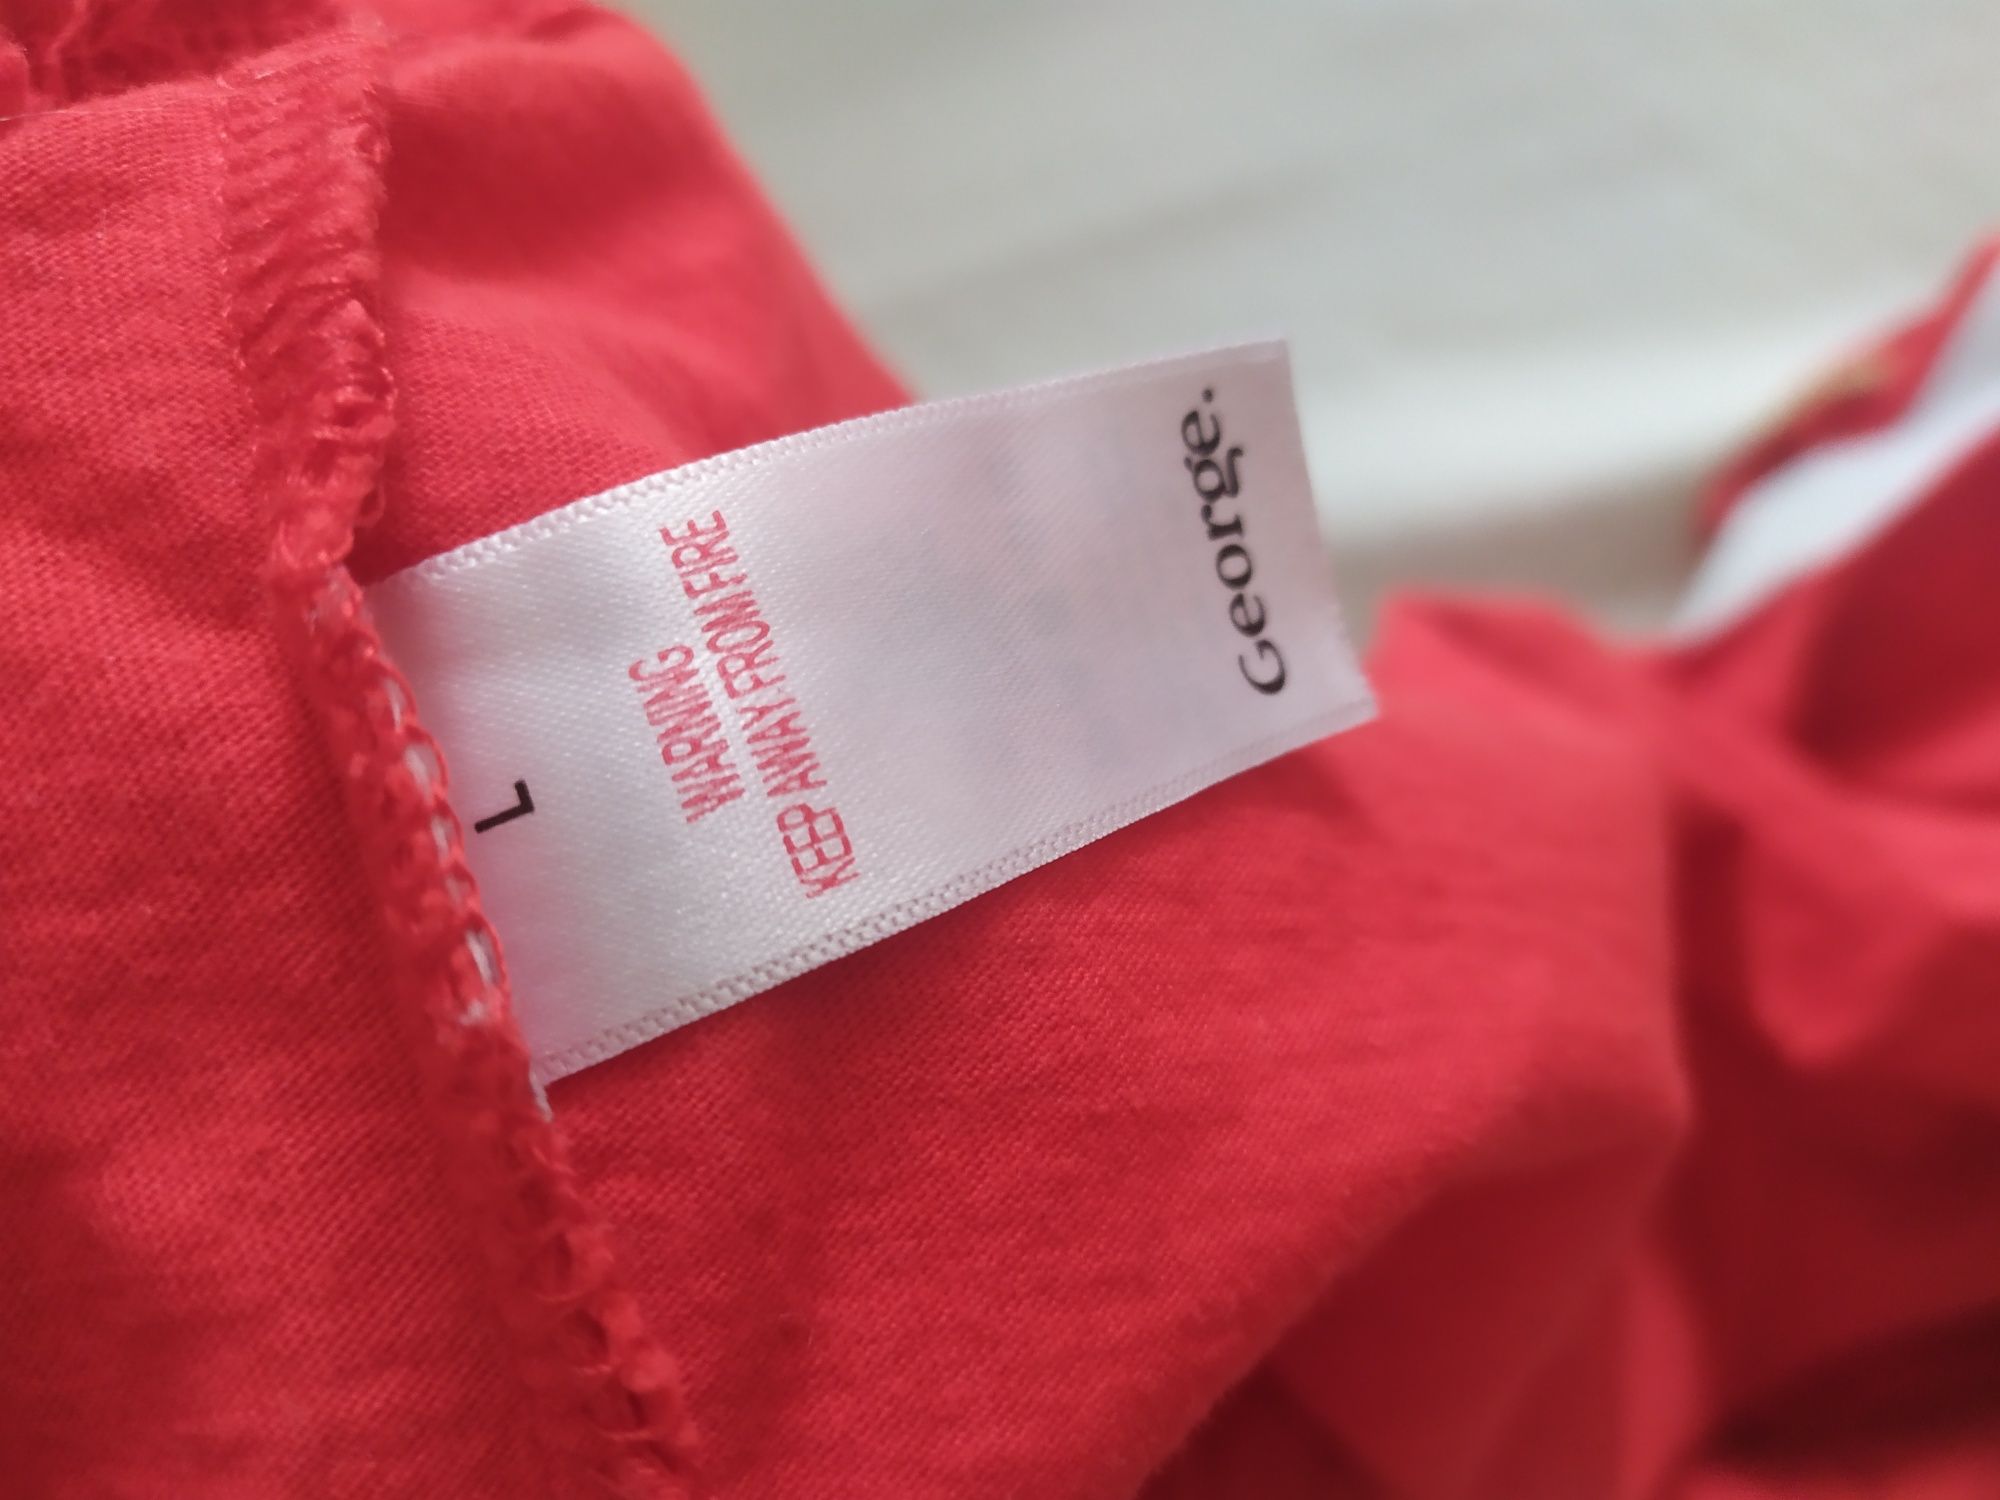 L
WARNING
KEEP AWAY FROM FIRE
George.